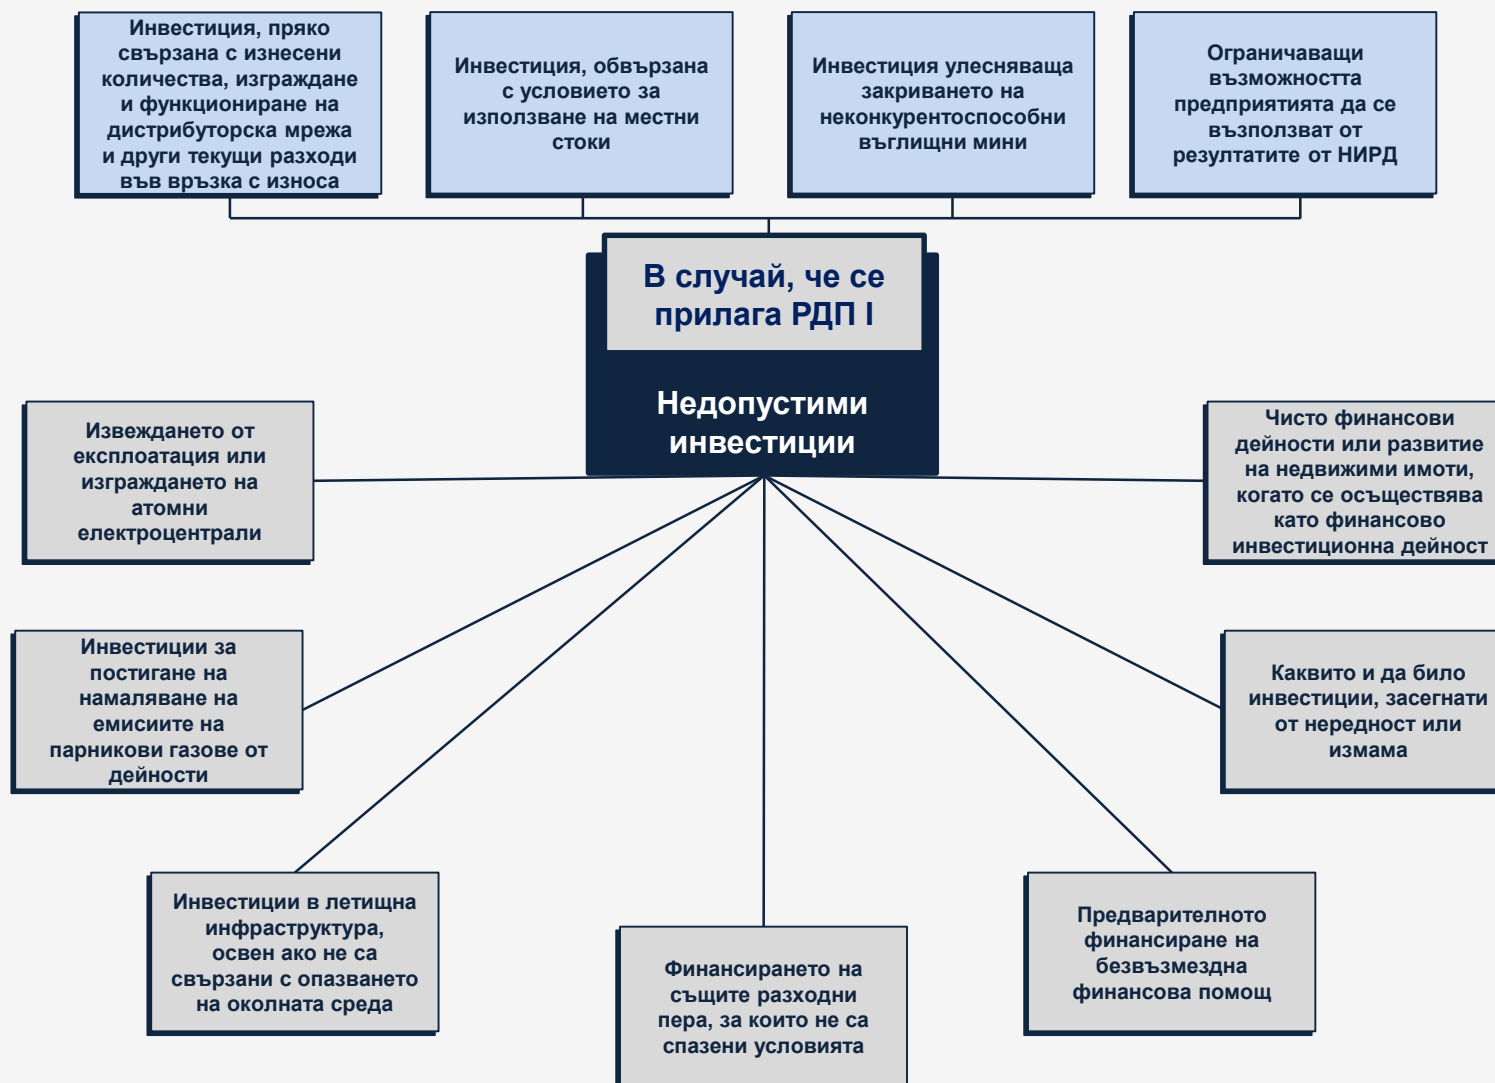 Инвестиция, пряко
свързана с изнесени
количества, изграждане
и функциониране на
дистрибуторска мрежа
и други текущи разходи
във връзка с износа
Инвестиция, обвързана
с условието за
използване на местни
стоки
Инвестиция улесняваща
закриването на
неконкурентоспособни
въглищни мини
Ограничаващи
възможността
предприятията да се
възползват от
резултатите от НИРД
В случай, че се
прилага РДП I
Недопустими
инвестиции
Извеждането от
експлоатация или
изграждането на
атомни
електроцентрали
Чисто финансови
дейности или развитие
на недвижими имоти,
когато се осъществява
като финансово
инвестиционна дейност
Инвестиции за
постигане на
намаляване на
емисиите на
парникови газове от
дейности
Каквито и да било
инвестиции, засегнати
от нередност или
измама
Инвестиции в летищна
инфраструктура,
освен ако не са
свързани с опазването
на околната среда
Финансирането на
същите разходни
пера, за които не са
спазени условията
Предварителното
финансиране на
безвъзмездна
финансова помощ